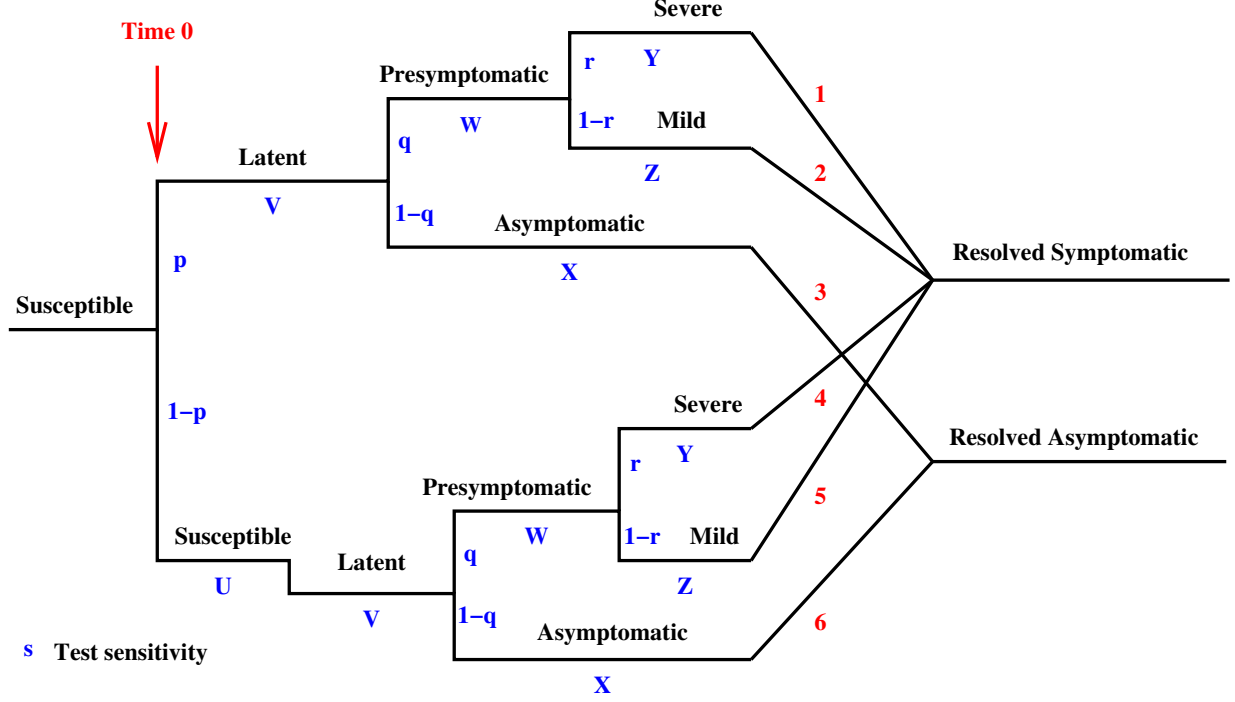 Severe
Time 0
r
Y
Presymptomatic
1
W
1−r
Mild
q
Latent
2
Z
V
1−q
Asymptomatic
p
X
Resolved Symptomatic
3
Susceptible
Severe
4
1−p
Resolved Asymptomatic
r
Y
Presymptomatic
5
Susceptible
W
1−r
Mild
q
Latent
U
Z
V
1−q
Asymptomatic
6
s Test sensitivity
X